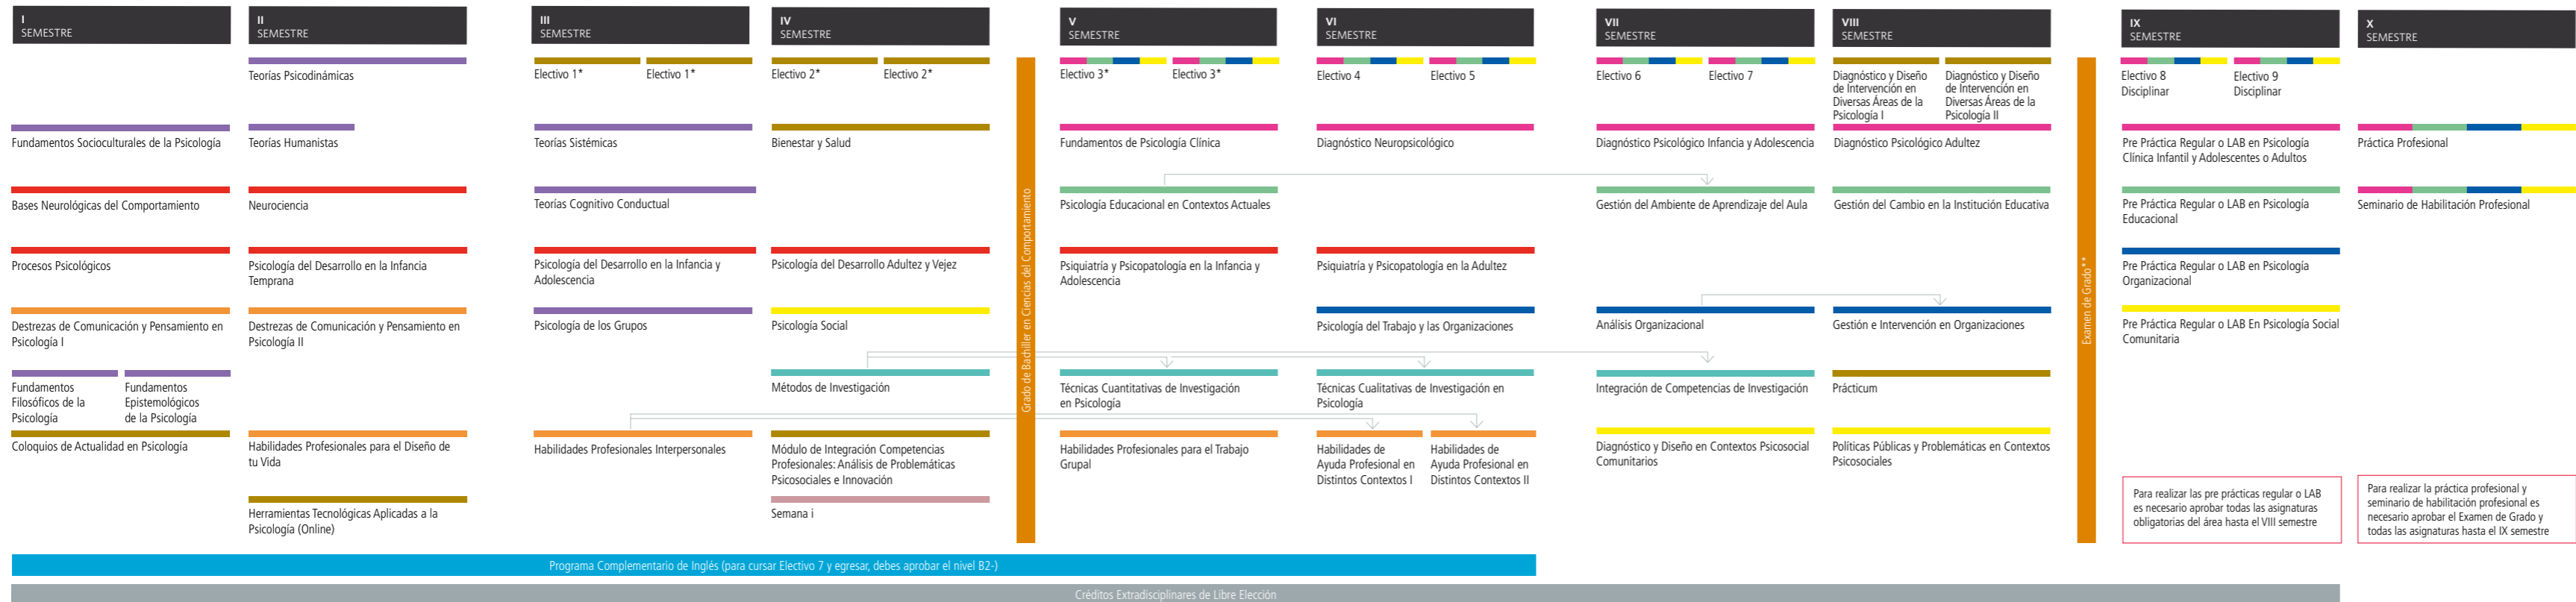 I
SEMESTRE
Fundamentos Socioculturales de la Psicología
Bases Neurológicas del Comportamiento
Procesos Psicológicos
Destrezas de Comunicación y Pensamiento en
Psicología I
Fundamentos
Filosóficos de la
Psicología
Fundamentos
Epistemológicos
de la Psicología
Coloquios de Actualidad en Psicología
II
SEMESTRE
Teorías Psicodinámicas
Teorías Humanistas
Neurociencia
Psicología del Desarrollo en la Infancia
Temprana
Destrezas de Comunicación y Pensamiento en
Psicología II
Habilidades Profesionales para el Diseño de
tu Vida
Herramientas Tecnológicas Aplicadas a la
Psicología (Online)
III
SEMESTRE
Electivo 1*
Electivo 1*
Teorías Sistémicas
Teorías Cognitivo Conductual
Psicología del Desarrollo en la Infancia y
Adolescencia
Psicología de los Grupos
Habilidades Profesionales Interpersonales
IV
SEMESTRE
Electivo 2*
Electivo 2*
Bienestar y Salud
Psicología del Desarrollo Adultez y Vejez
Psicología Social
Métodos de Investigación
Módulo de Integración Competencias
Profesionales: Análisis de Problemáticas
Psicosociales e Innovación
Semana i
Grado de Bachiller en Ciencias del Comportamiento
V
SEMESTRE
Electivo 3*
Electivo 3*
Fundamentos de Psicología Clínica
Psicología Educacional en Contextos Actuales
Psiquiatría y Psicopatología en la Infancia y
Adolescencia
Técnicas Cuantitativas de Investigación
en Psicología
Habilidades Profesionales para el Trabajo
Grupal
VI
SEMESTRE
Electivo 4
Electivo 5
Diagnóstico Neuropsicológico
Psiquiatría y Psicopatología en la Adultez
Psicología del Trabajo y las Organizaciones
Técnicas Cualitativas de Investigación en
Psicología
Habilidades de
Ayuda Profesional en
Distintos Contextos I
Habilidades de
Ayuda Profesional en
Distintos Contextos II
VII
SEMESTRE
Electivo 6
Electivo 7
Diagnóstico Psicológico Infancia y Adolescencia
Gestión del Ambiente de Aprendizaje del Aula
Análisis Organizacional
Integración de Competencias de Investigación
Diagnóstico y Diseño en Contextos Psicosocial
Comunitarios
VIII
SEMESTRE
Diagnóstico y Diseño
de Intervención en
Diversas Áreas de la
Psicología I
Diagnóstico y Diseño
de Intervención en
Diversas Áreas de la
Psicología II
Diagnóstico Psicológico Adultez
Gestión del Cambio en la Institución Educativa
Gestión e Intervención en Organizaciones
Prácticum
Políticas Públicas y Problemáticas en Contextos
Psicosociales
Examen de Grado**
IX
SEMESTRE
Electivo 8
Disciplinar
Electivo 9
Disciplinar
Pre Práctica Regular o LAB en Psicología
Clínica Infantil y Adolescentes o Adultos
Pre Práctica Regular o LAB en Psicología
Educacional
Pre Práctica Regular o LAB en Psicología
Organizacional
Pre Práctica Regular o LAB En Psicología Social
Comunitaria
Para realizar las pre prácticas regular o LAB
es necesario aprobar todas las asignaturas
obligatorias del área hasta el VIII semestre
X
SEMESTRE
Práctica Profesional
Seminario de Habilitación Profesional
Para realizar la práctica profesional y
seminario de habilitación profesional es
necesario aprobar el Examen de Grado y
todas las asignaturas hasta el IX semestre
Programa Complementario de Inglés (para cursar Electivo 7 y egresar, debes aprobar el nivel B2-)
Créditos Extradisciplinares de Libre Elección